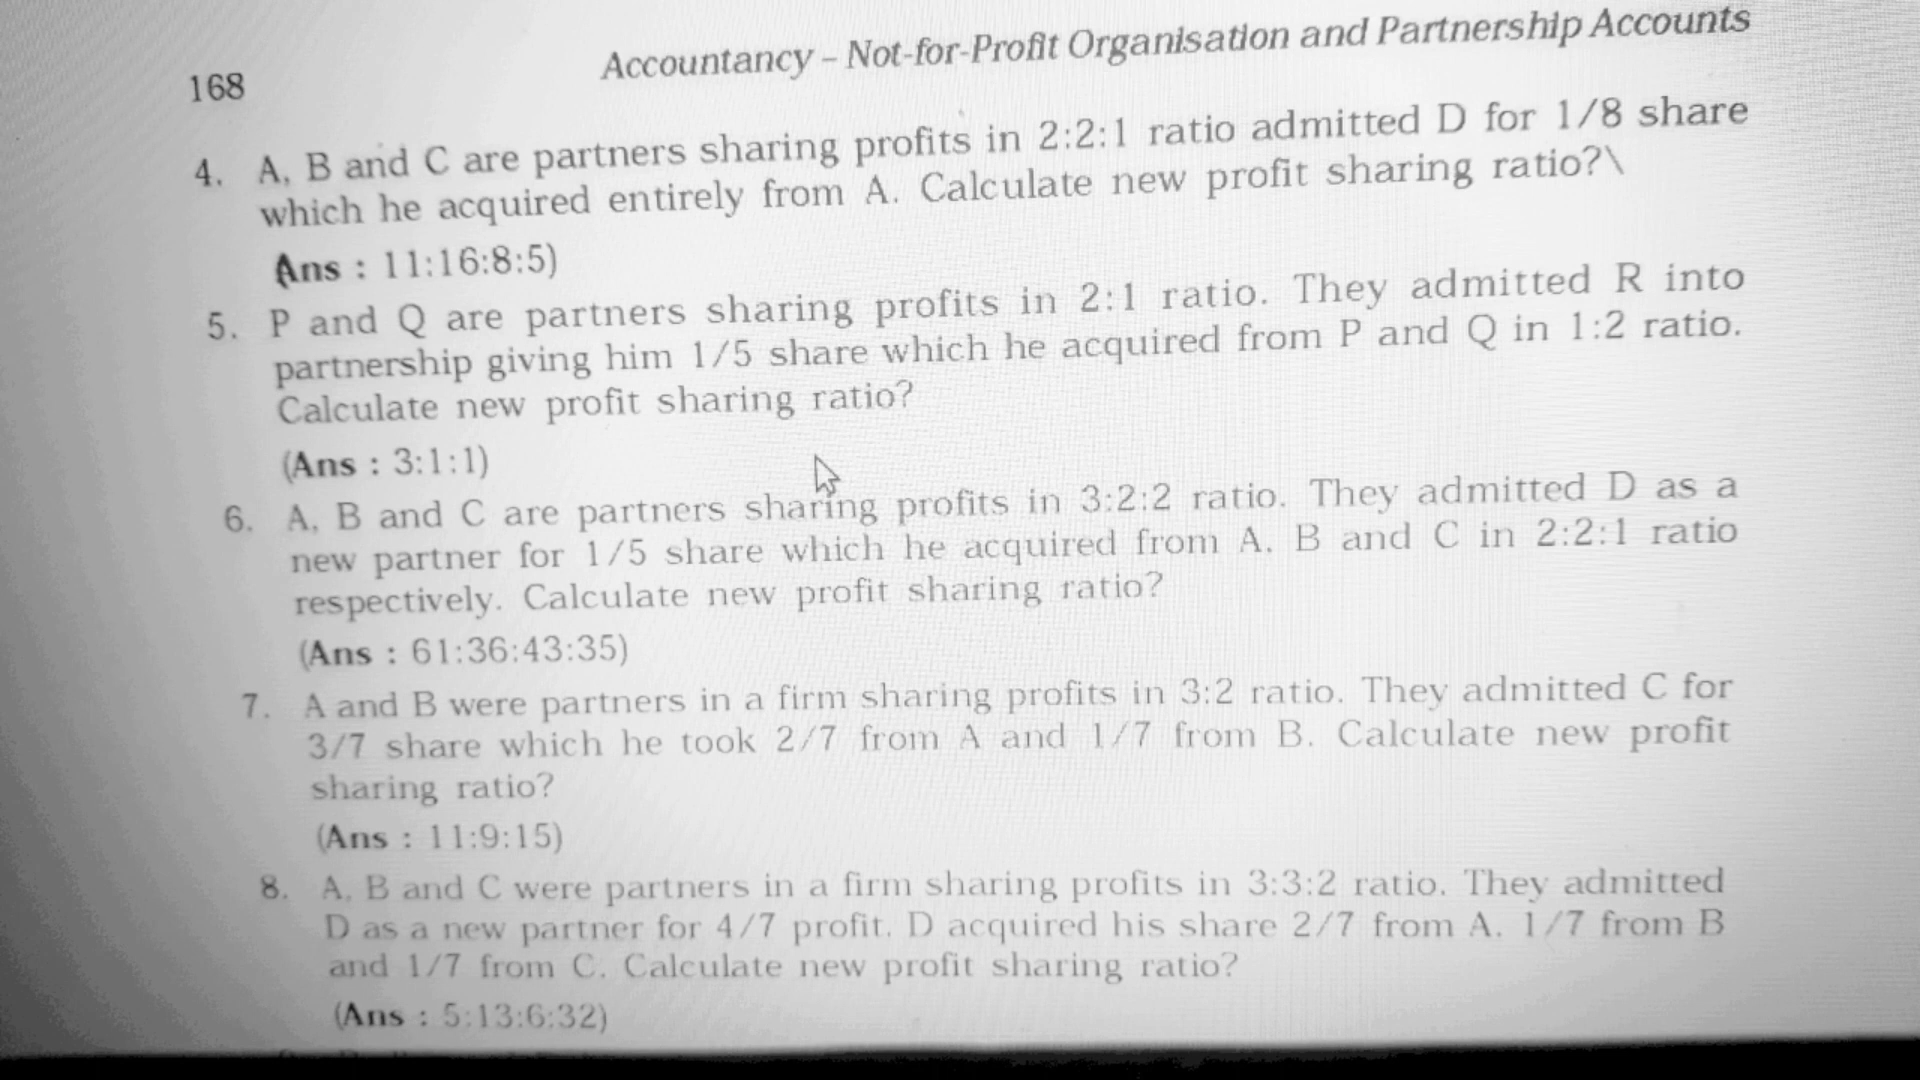 168
Accountancy – Not-for-Profit Organisation and Partnership Accounts
4. A, B and C are partners sharing profits in 2:2:1 ratio admitted D for 1/8 share
which he acquired entirely from A. Calculate new profit sharing ratio?\
(Ans : 11:16:8:5)
5. P and Q are partners sharing profits in 2:1 ratio. They admitted R into
partnership giving him 1/5 share which he acquired from P and Q in 1:2 ratio.
Calculate new profit sharing ratio?
(Ans : 3:1:1)
6. A, B and C are partners sharing profits in 3:2:2 ratio. They admitted D as a
new partner for 1/5 share which he acquired from A, B and C in 2:2:1 ratio
respectively. Calculate new profit sharing ratio?
(Ans : 61:36:43:35)
7. A and B were partners in a firm sharing profits in 3:2 ratio. They admitted C for
3/7 share which he took 2/7 from A and 1/7 from B. Calculate new profit
sharing ratio?
(Ans : 11:9:15)
8. A, B and C were partners in a firm sharing profits in 3:3:2 ratio. They admitted
D as a new partner for 4/7 profit. D acquired his share 2/7 from A. 1/7 from B
and 1/7 from C. Calculate new profit sharing ratio?
(Ans : 5:13:6:32)